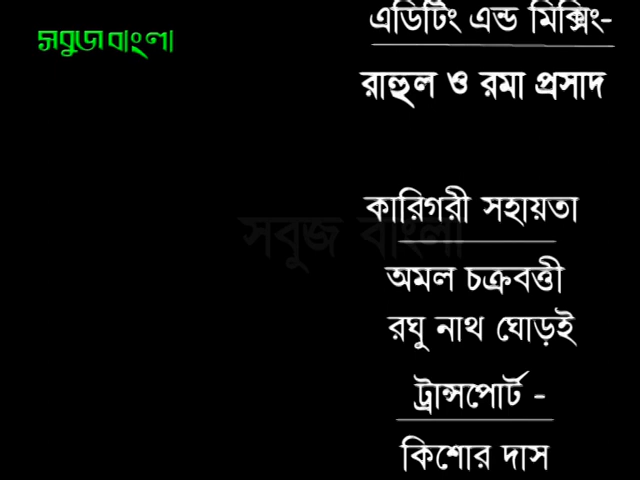 সবুজ বাংলা
এডিটিং এন্ড মিক্সিং-
রাহুল ও রমা প্রসাদ
কারিগরী সহায়তা
সবুজ বাংলা
অমল চক্রবর্ত্তী
রঘু নাথ ঘোড়ই
ট্রান্সপোর্ট -
কিশোর দাস